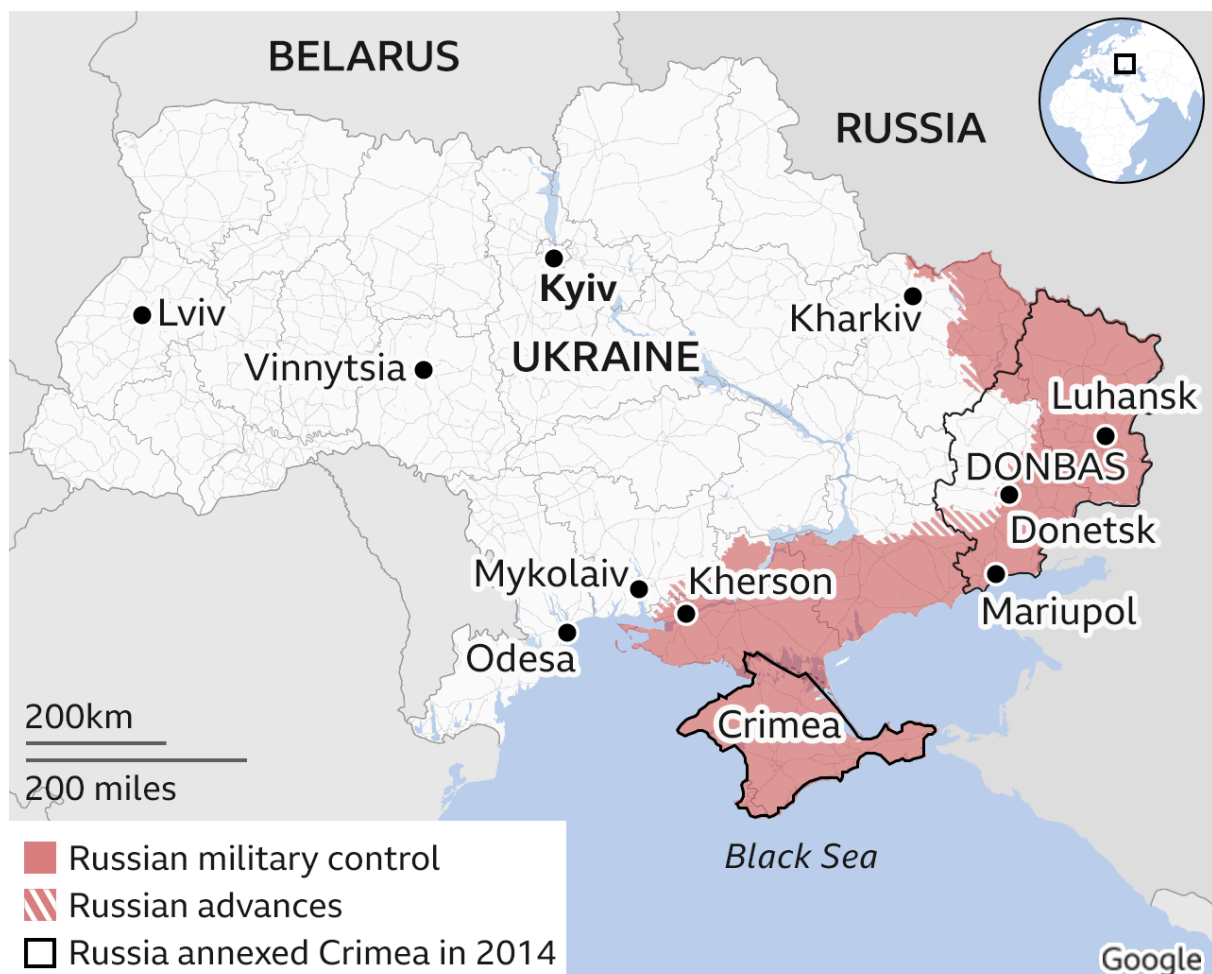 BELARUS
RUSSIA
Kyiv
Lviv
Kharkiv
Vinnytsia
UKRAINE
Luhansk
DONBAS
Donetsk
Mykolaiv
Kherson
Mariupol
Odesa
200km
Crimea
200 miles
Black Sea
Russian military control
Russian advances
Russia annexed Crimea in 2014
Google